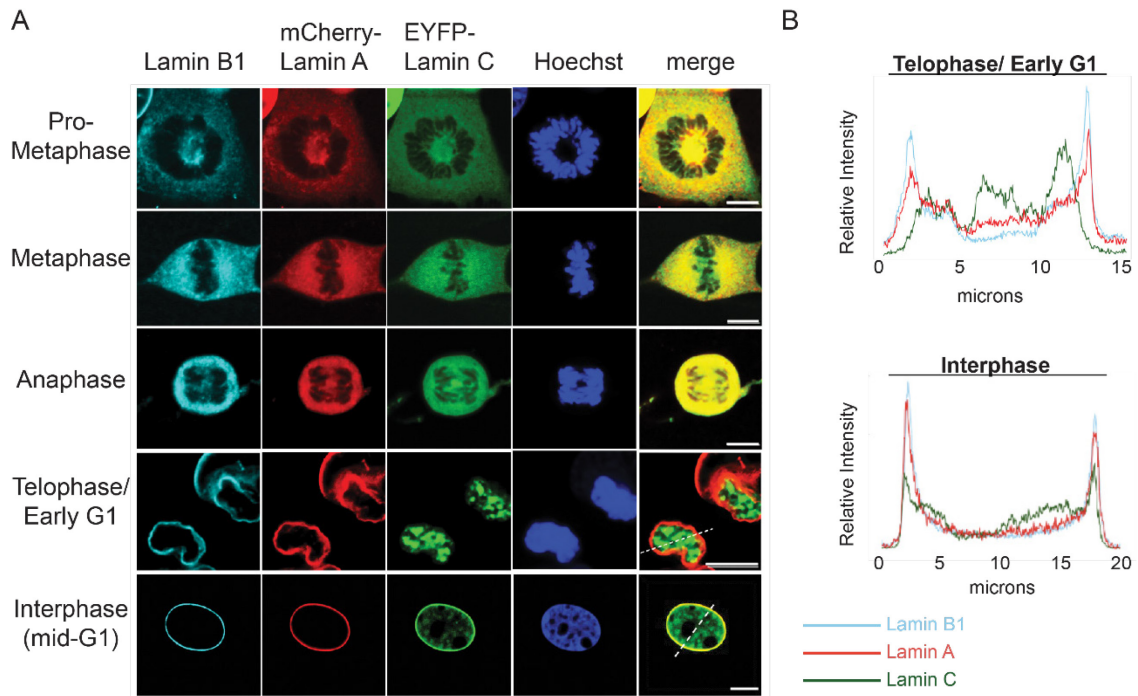 A
B
Lamin B1
mCherry-
Lamin A
EYFP-
Lamin C
Hoechst
merge
Pro-
Metaphase
Metaphase
Anaphase
Telophase/
Early G1
Interphase
(mid-G1)
Telophase/ Early G1
Relative Intensity
0 5 10 15
microns
Interphase
Relative Intensity
0 5 10 15 20
microns
Lamin B1
Lamin A
Lamin C